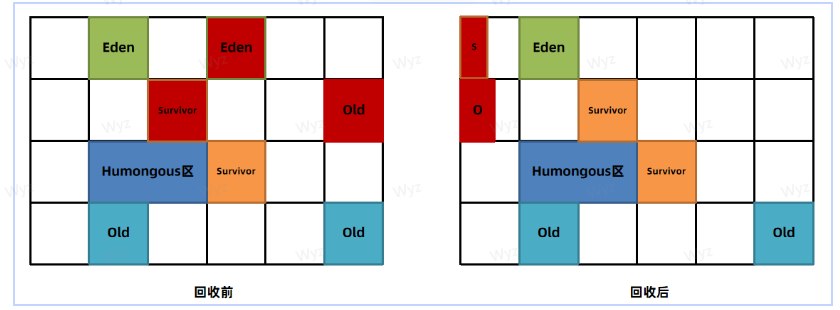 Eden
Eden
Survivor
Old
Humongous区
Survivor
Old
Old
回收前
S
Eden
O
Survivor
Humongous区
Survivor
Old
Old
回收后
Wyz